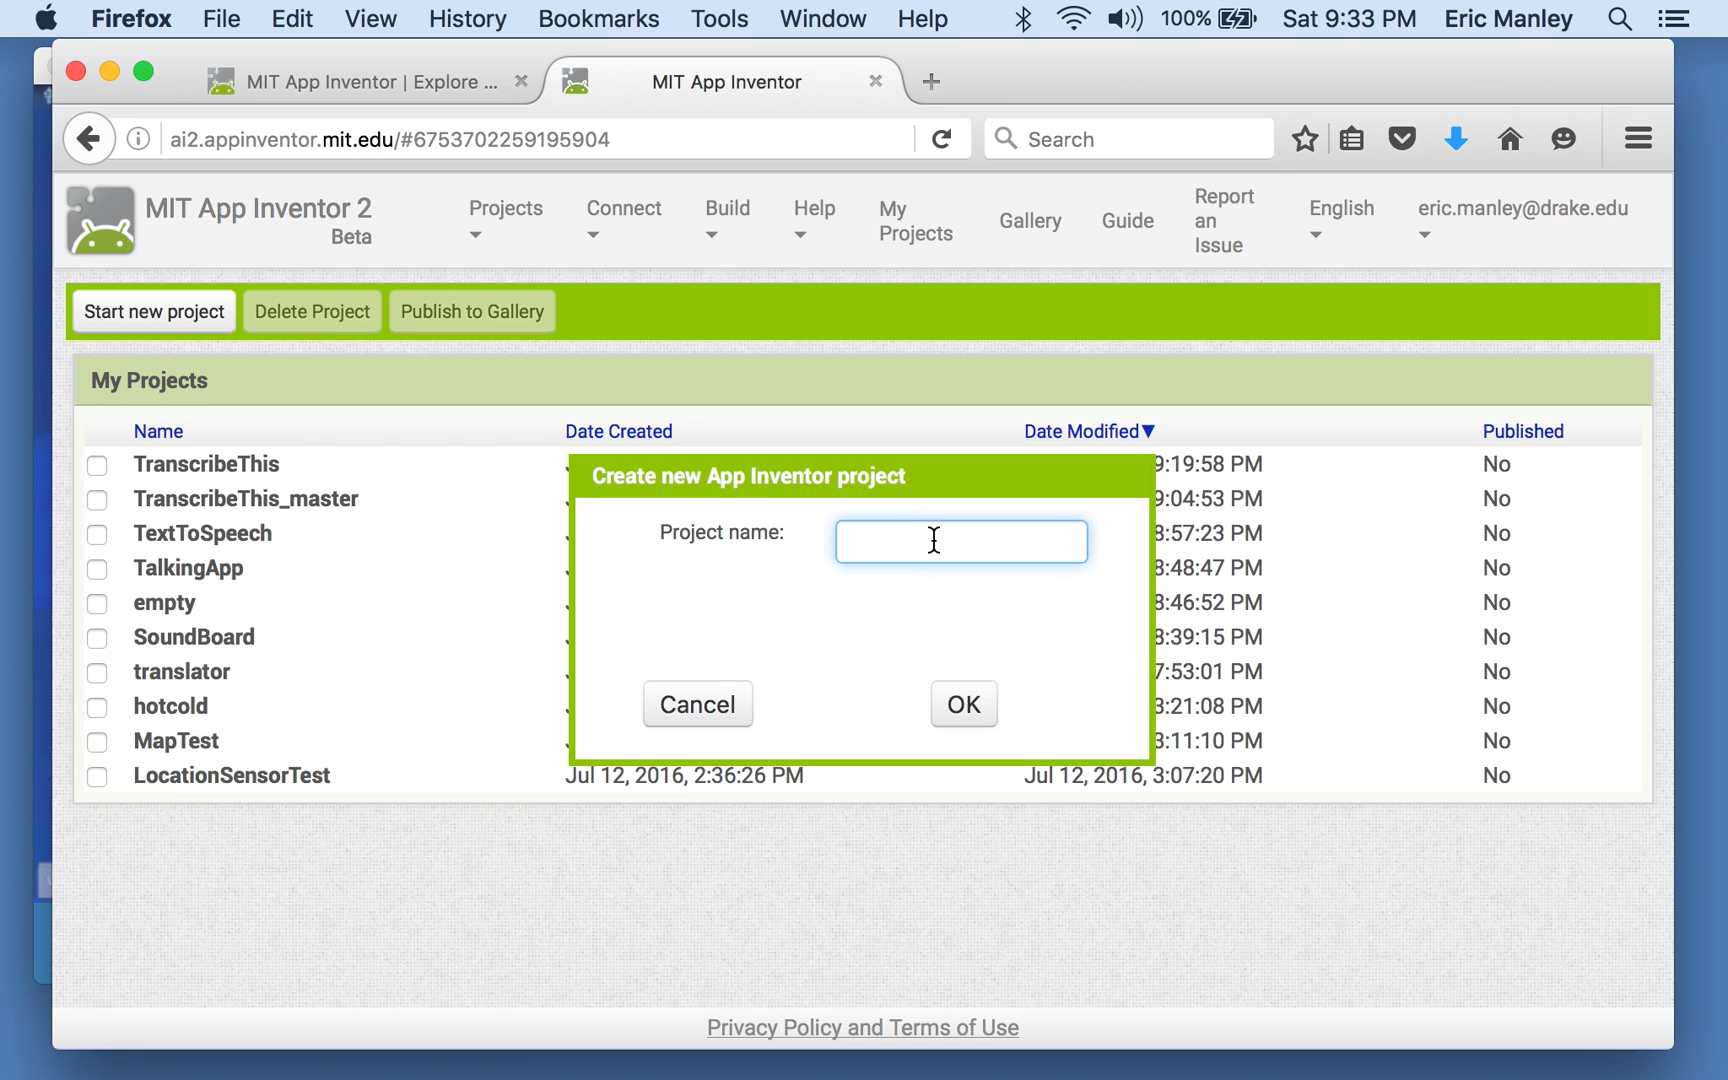 Firefox File Edit View History Bookmarks Tools Window Help 100% Sat 9:33 PM Eric Manley
MIT App Inventor | Explore ... MIT App Inventor
ai2.appinventor.mit.edu/#6753702259195904 Search
MIT App Inventor 2
Beta
Projects Connect Build Help
My
Projects
Gallery Guide
Report
an
Issue
English eric.manley@drake.edu
Start new project Delete Project Publish to Gallery
My Projects
Name Date Created Date Modified▼ Published
TranscribeThis 9:19:58 PM No
TranscribeThis_master 9:04:53 PM No
TextToSpeech 8:57:23 PM No
TalkingApp 8:48:47 PM No
empty 8:46:52 PM No
SoundBoard 8:39:15 PM No
translator 7:53:01 PM No
hotcold 3:21:08 PM No
MapTest 3:11:10 PM No
LocationSensorTest Jul 12, 2016, 2:36:26 PM Jul 12, 2016, 3:07:20 PM No
Create new App Inventor project
Project name:
Cancel OK
Privacy Policy and Terms of Use